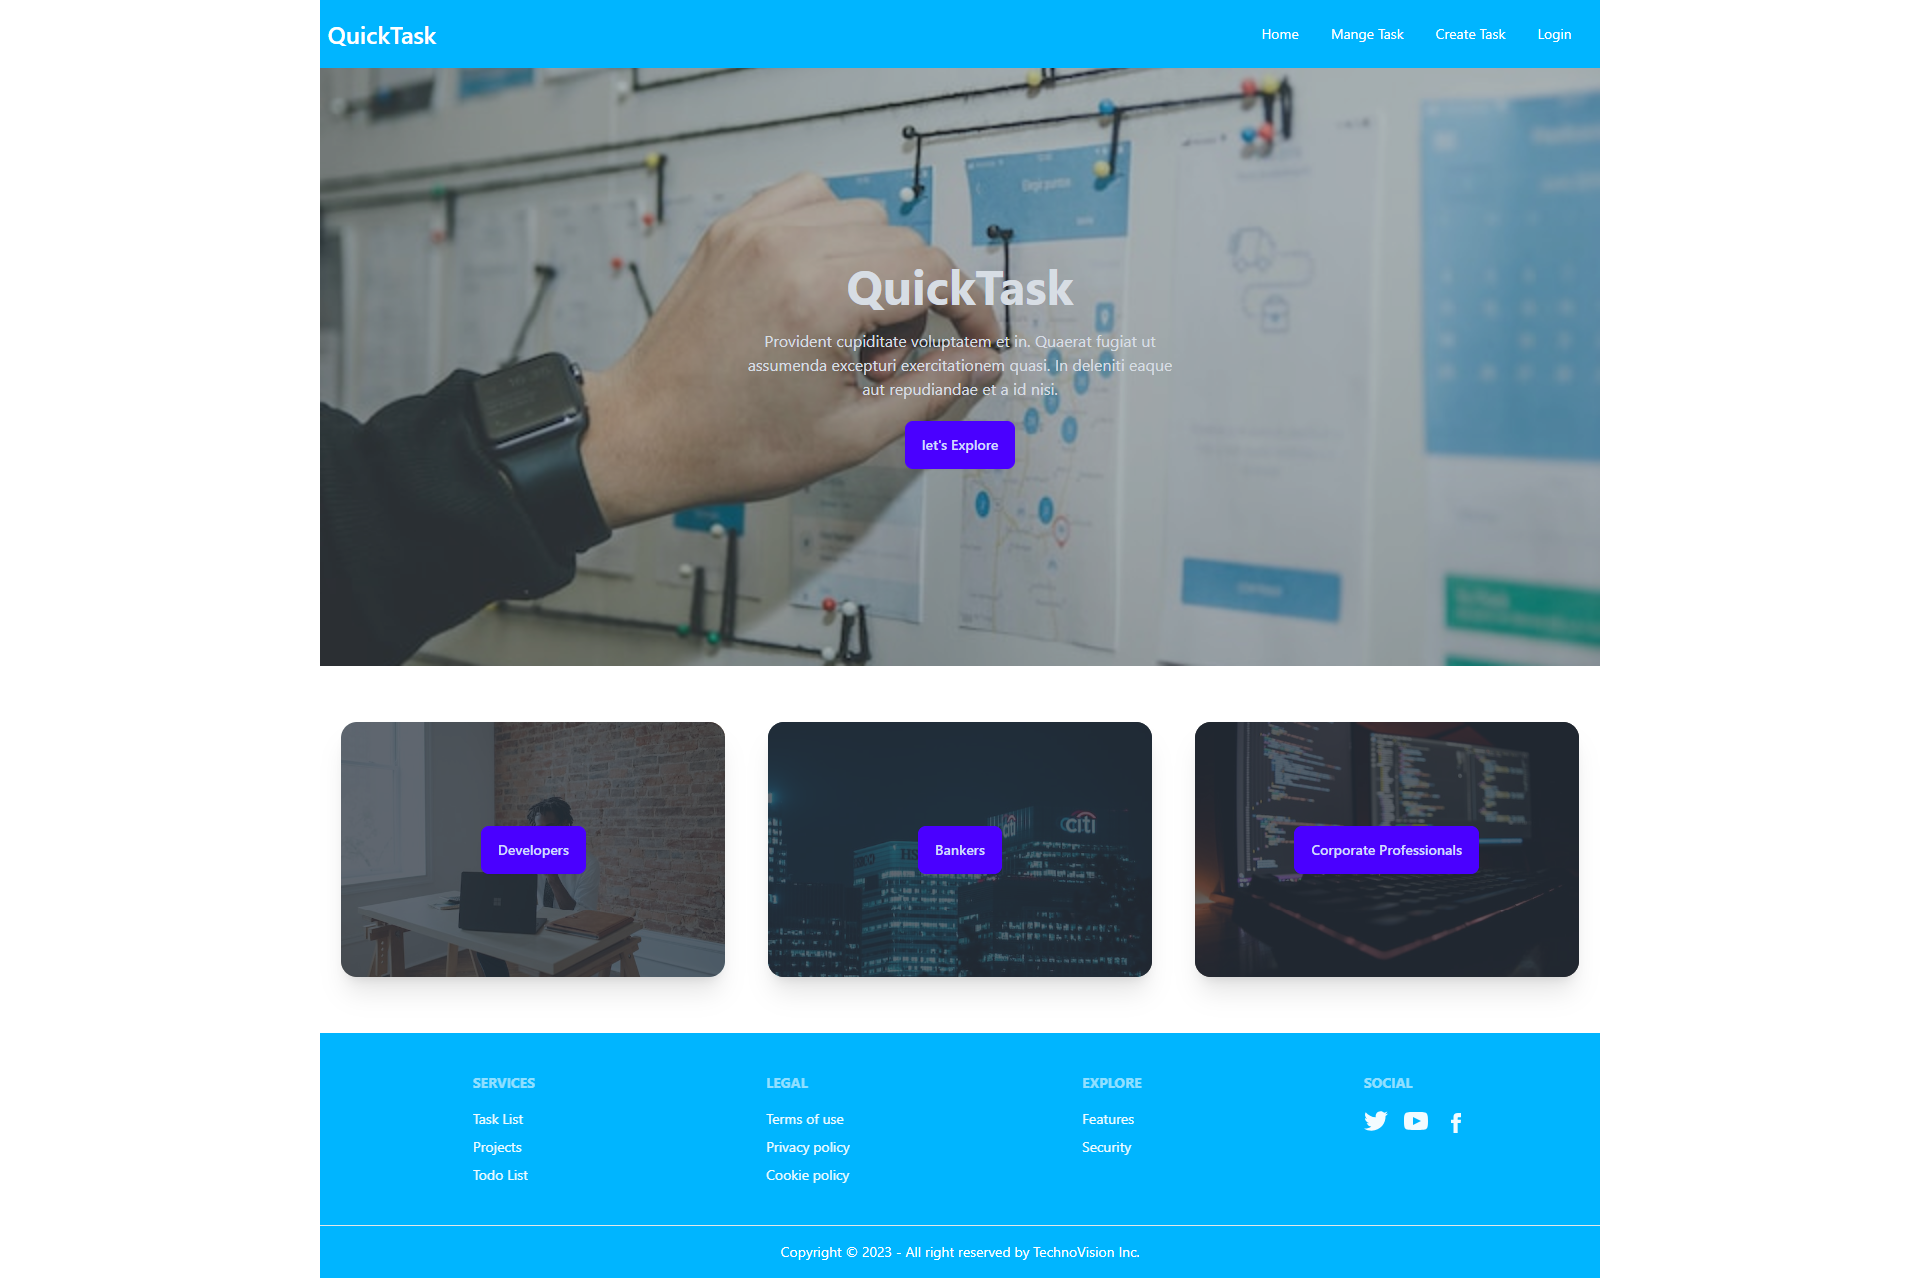 QuickTask
Home
Mange Task
Create Task
Login
Elegir puntos
QuickTask
Provident cupiditate voluptatem et in. Quaerat fugiat ut
assumenda excepturi exercitationem quasi. In deleniti eaque
aut repudiandae et a id nisi.
let's Explore
citi
Developers
Bankers
Corporate Professionals
SERVICES
Task List
Projects
Todo List
LEGAL
Terms of use
Privacy policy
Cookie policy
EXPLORE
Features
Security
SOCIAL
Copyright © 2023 - All right reserved by TechnoVision Inc.